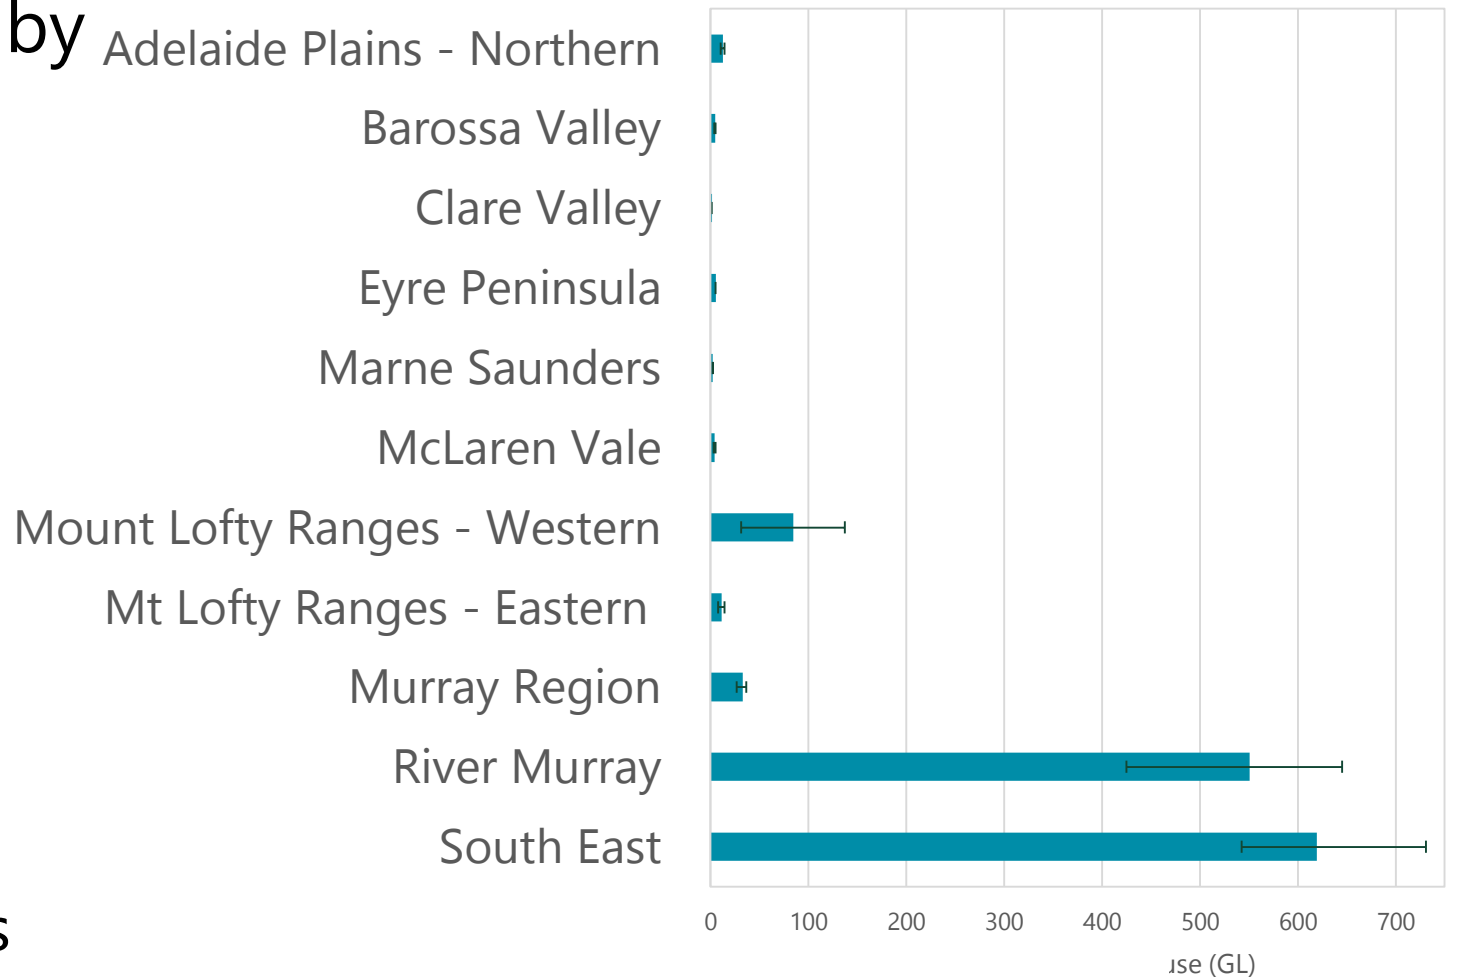 by
Adelaide Plains - Northern
Barossa Valley
Clare Valley
Eyre Peninsula
Marne Saunders
McLaren Vale
Mount Lofty Ranges - Western
Mt Lofty Ranges - Eastern
Murray Region
River Murray
South East
s
0 100 200 300 400 500 600 700
use (GL)